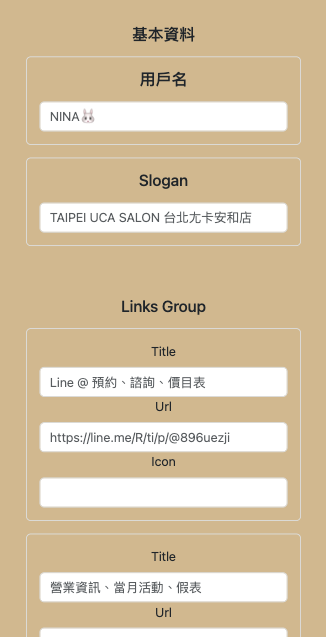 基本資料
用戶名
NINA🐰
Slogan
TAIPEI UCA SALON 台北尢卡安和店
Links Group
Title
Line @ 預約、諮詢、價目表
Url
https://line.me/R/ti/p/@896uezji
Icon
Title
營業資訊、當月活動、假表
Url